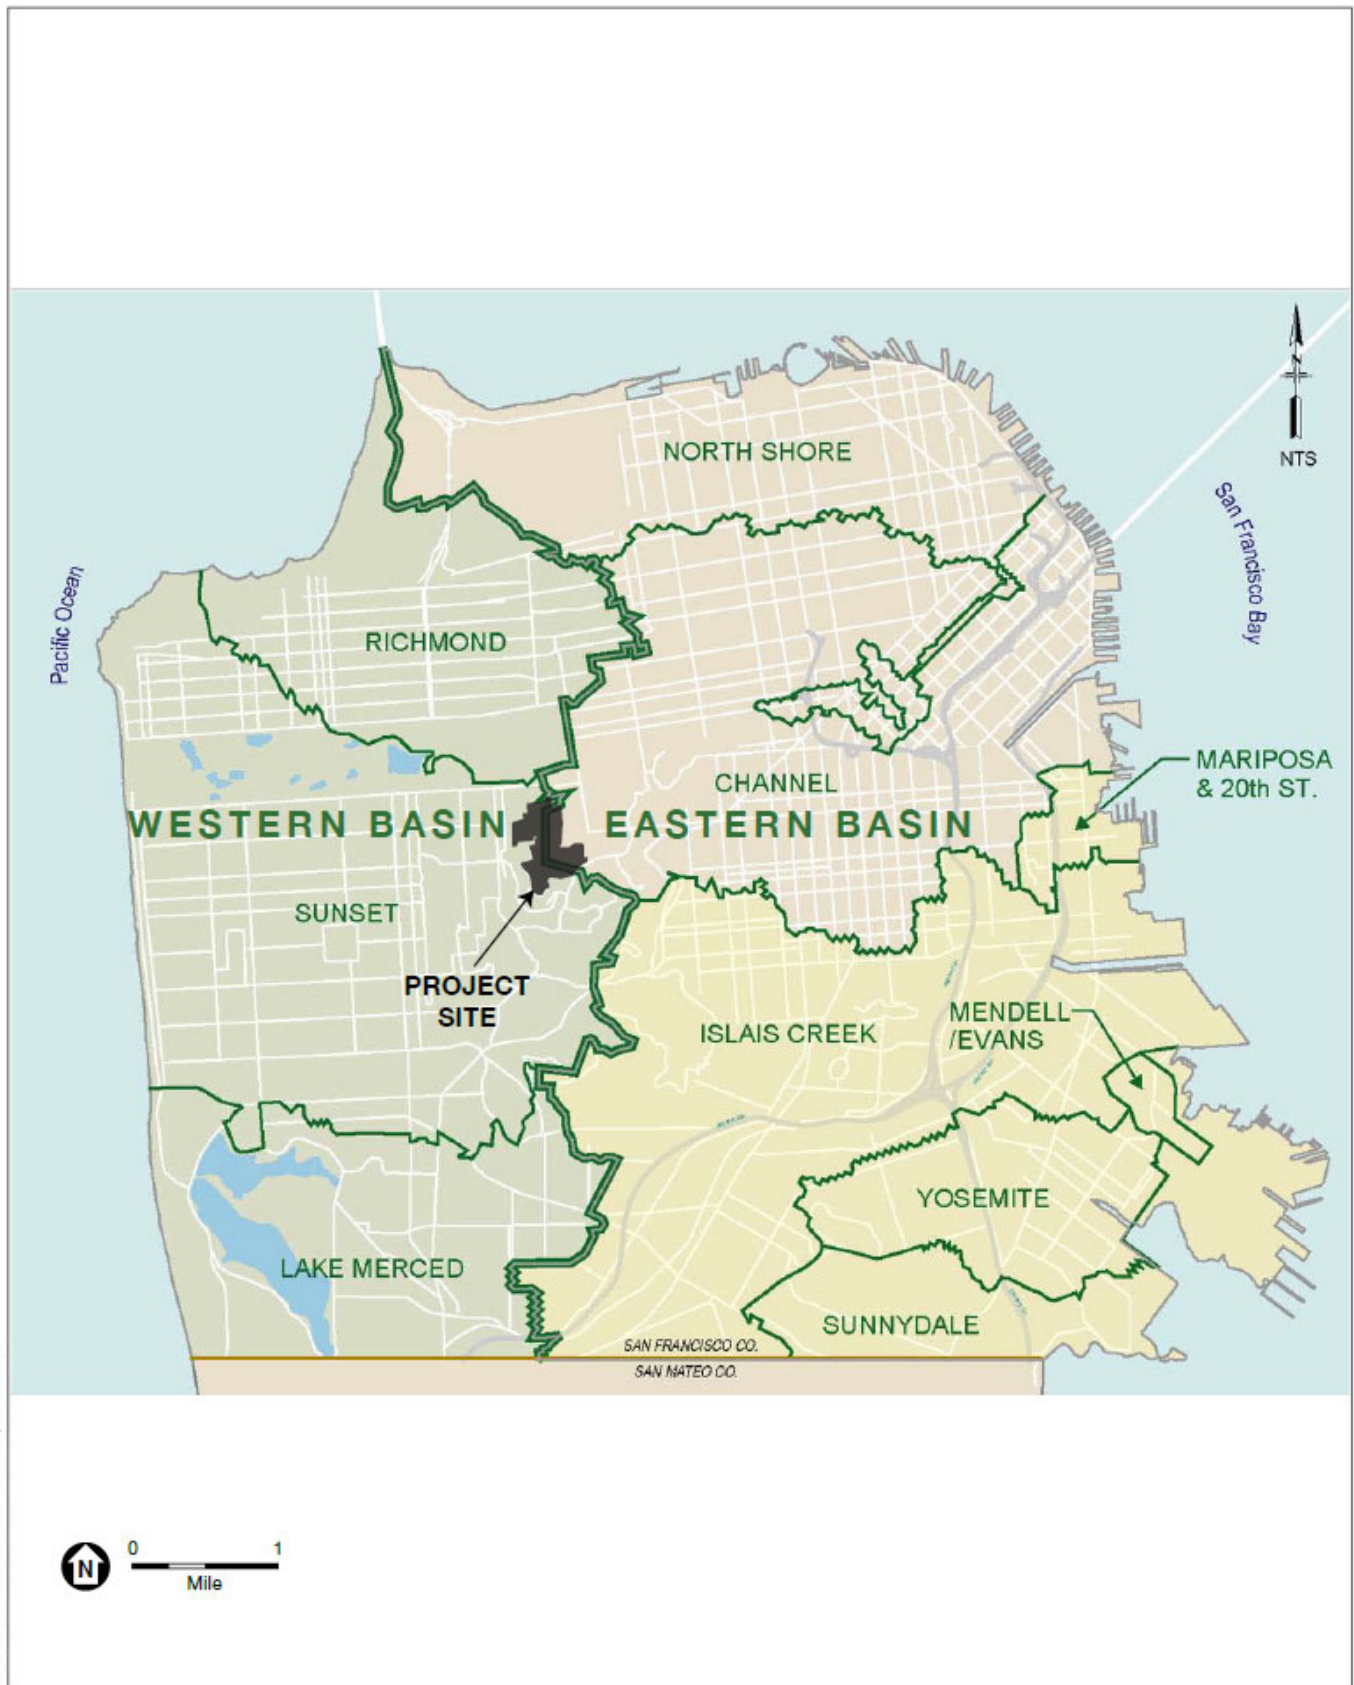 NORTH SHORE
NTS
San Francisco Bay
Pacific Ocean
RICHMOND
MARIPOSA
& 20th ST.
CHANNEL
WESTERN BASIN
EASTERN BASIN
SUNSET
PROJECT
SITE
ISLAIS CREEK
MENDELL
/EVANS
YOSEMITE
LAKE MERCED
SUNNYDALE
SAN FRANCISCO CO.
SAN MATEO CO.
N
0 1
Mile